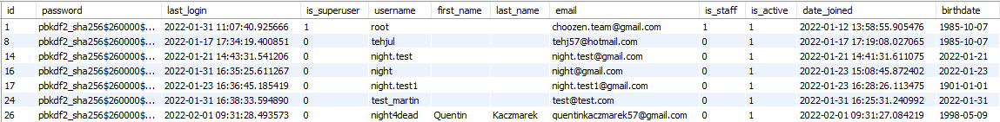 id password last_login is_superuser username first_name last_name email is_staff is_active date_joined birthdate
1 pbkdf2_sha256$260000$... 2022-01-31 11:07:40.925666 1 root choozen.team@gmail.com 1 1 2022-01-12 13:58:55.905476 1985-10-07
8 pbkdf2_sha256$260000$... 2022-01-17 17:34:19.400851 0 tehjul tehj57@hotmail.com 0 1 2022-01-17 17:19:08.027065 1985-10-07
14 pbkdf2_sha256$260000$... 2022-01-21 14:43:31.541206 0 night.test night.test@gmail.com 0 1 2022-01-21 14:41:31.611075 2022-01-21
16 pbkdf2_sha256$260000$... 2022-01-31 16:35:25.611267 0 night night@gmail.com 0 1 2022-01-23 15:08:45.872402 2022-01-23
17 pbkdf2_sha256$260000$... 2022-01-23 16:36:45.185419 0 night.test1 night.test1@gmail.com 0 1 2022-01-23 16:28:26.113475 1901-01-01
24 pbkdf2_sha256$260000$... 2022-01-31 16:38:33.594890 0 test_martin test@test.com 0 1 2022-01-31 16:25:31.240992 2022-01-31
26 pbkdf2_sha256$260000$... 2022-02-01 09:31:28.493573 0 night4dead Quentin Kaczmarek quentinkaczmarek57@gmail.com 0 1 2022-02-01 09:31:27.084219 1998-05-09